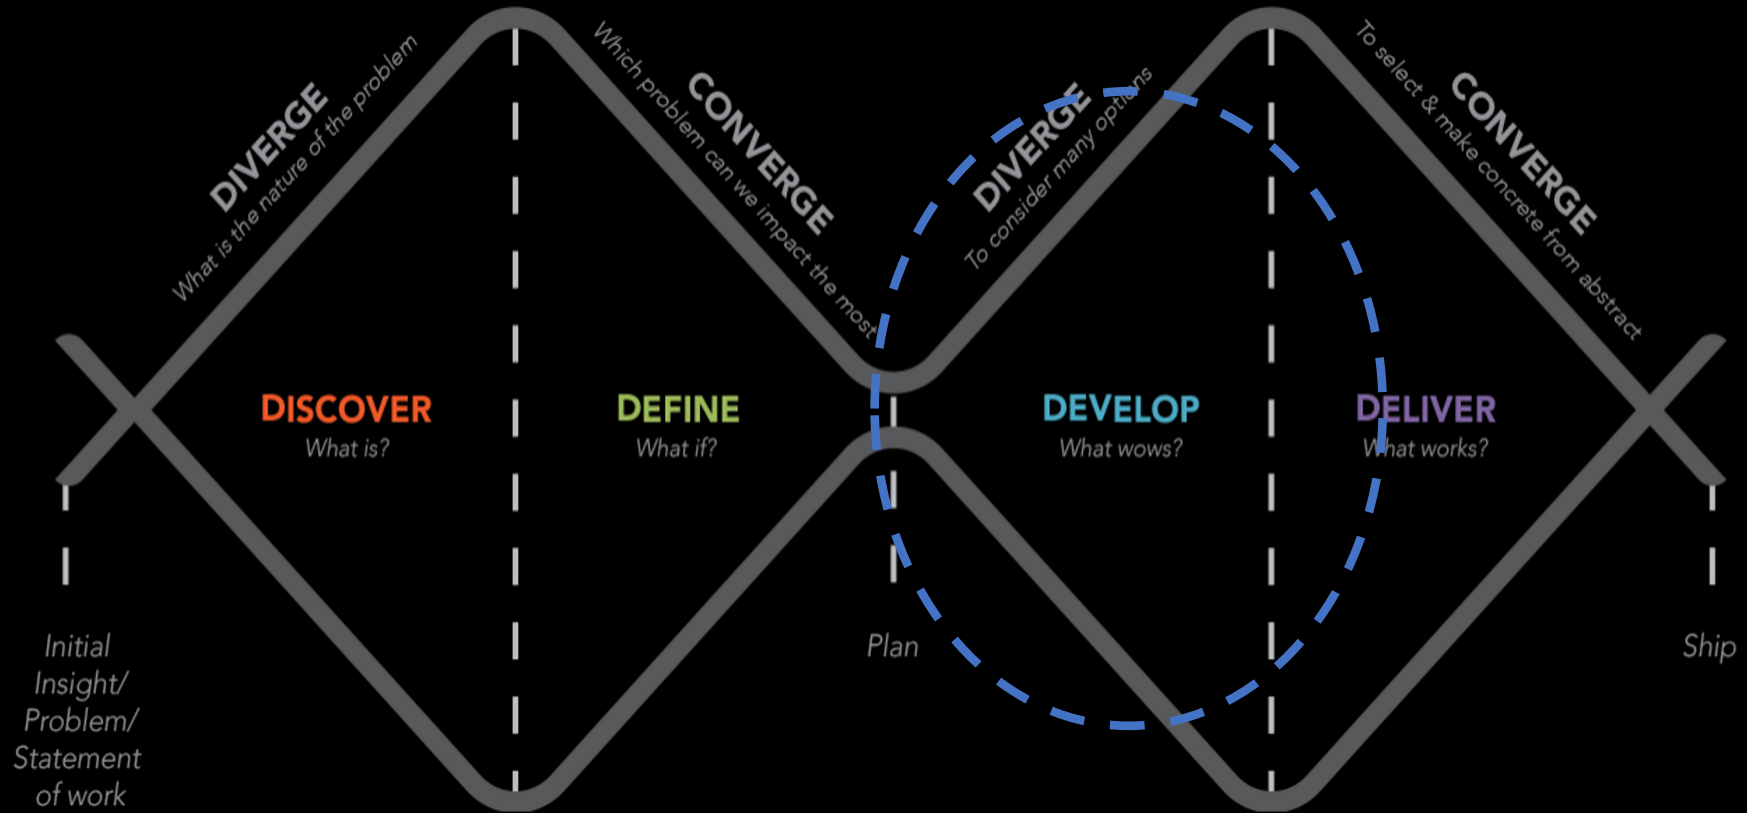 DIVERGE
What is the nature of the problem
CONVERGE
Which problem can we impact the most
DIVERGE
To consider many options
CONVERGE
To select & make concrete from abstract
DISCOVER
What is?
DEFINE
What if?
DEVELOP
What wows?
DELIVER
What works?
Initial
Insight/
Problem/
Statement
of work
Plan
Ship